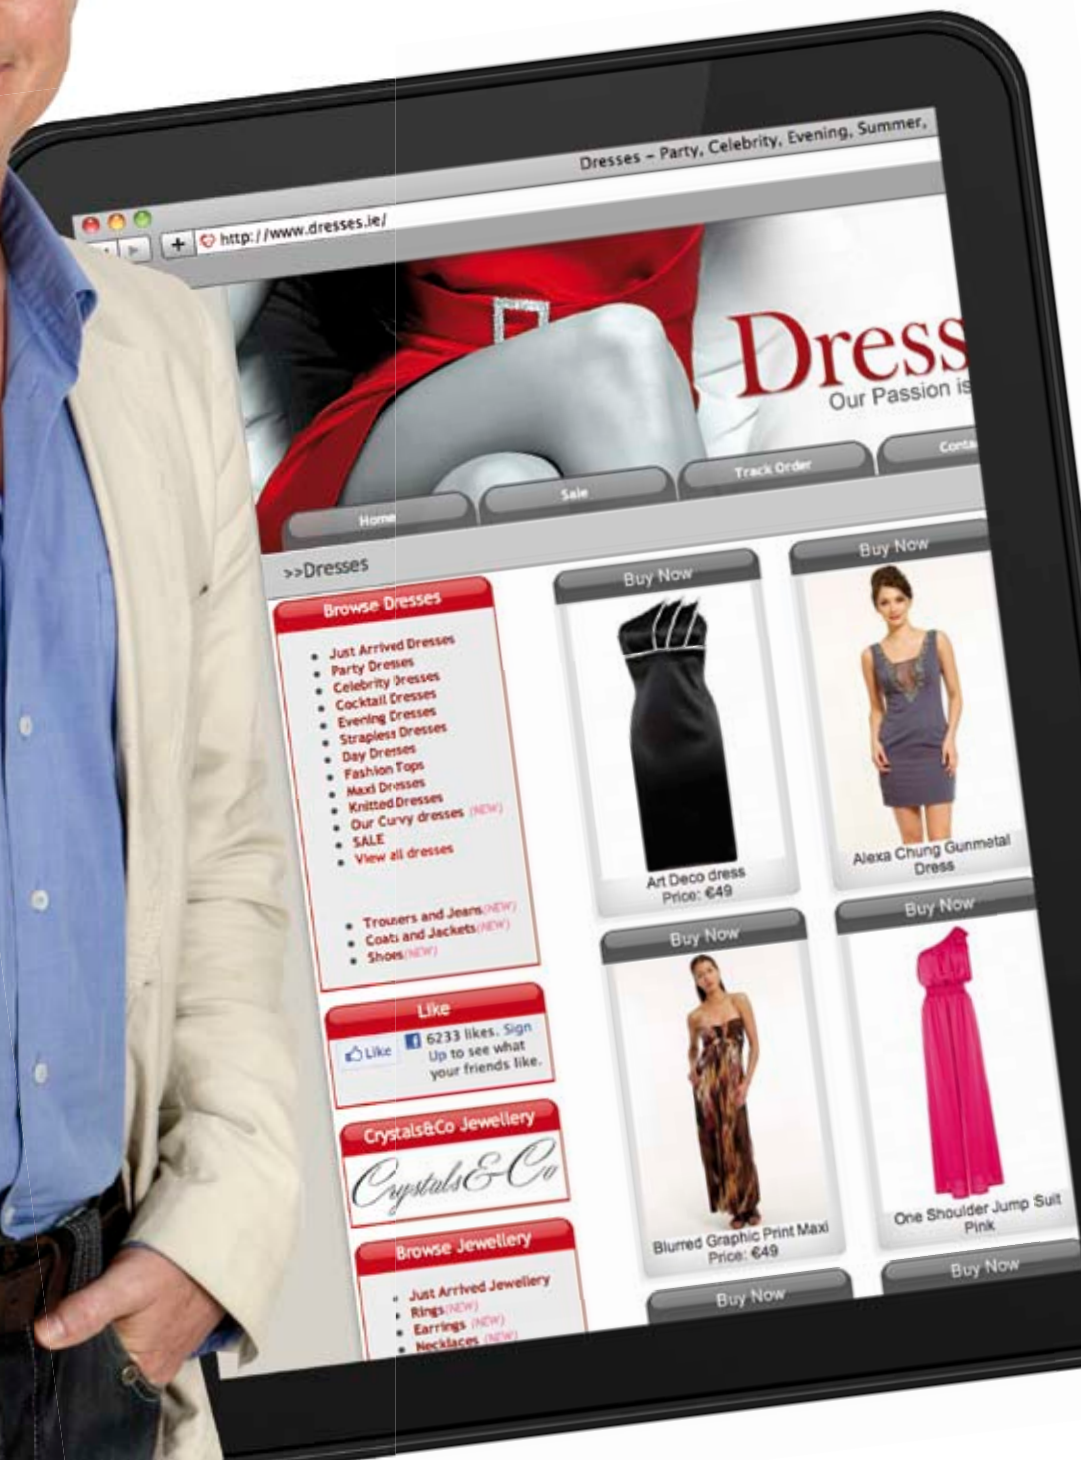 Dresses – Party, Celebrity, Evening, Summer,
http://www.dresses.ie/
Dress
Our Passion is
Home
Sale
Track Order
Conta
>>Dresses
Browse Dresses
Just Arrived Dresses
Party Dresses
Celebrity Dresses
Cocktail Dresses
Evening Dresses
Strapless Dresses
Day Dresses
Fashion Tops
Maxi Dresses
Knitted Dresses
Our Curvy dresses (NEW)
SALE
View all dresses
Trousers and Jeans(NEW)
Coats and Jackets(NEW)
Shoes(NEW)
Like
Like
6233 likes. Sign
Up to see what
your friends like.
Crystals&Co Jewellery
Crystals&Co
Browse Jewellery
Just Arrived Jewellery
Rings(NEW)
Earrings (NEW)
Necklaces (NEW)
Buy Now
Art Deco dress
Price: €49
Buy Now
Alexa Chung Gunmetal
Dress
Buy Now
Blurred Graphic Print Maxi
Price: €49
Buy Now
One Shoulder Jump Suit
Pink
Buy Now
Buy Now